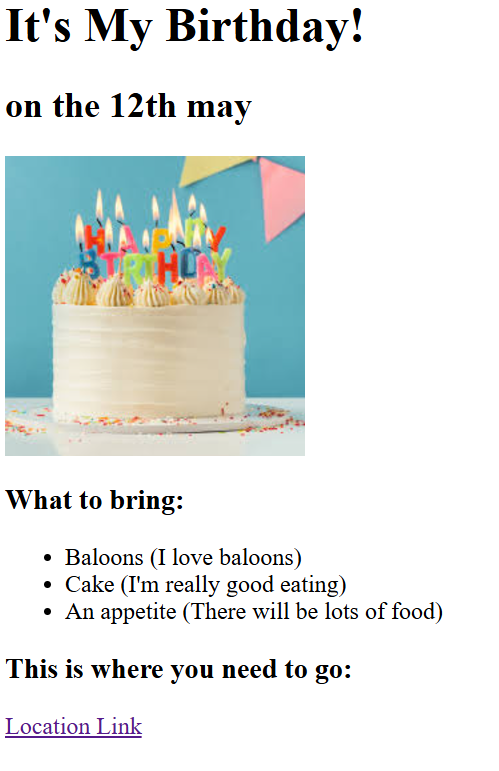 It's My Birthday!
on the 12th may
HAPPY
BIRTHDAY
What to bring:
Baloons (I love baloons)
Cake (I'm really good eating)
An appetite (There will be lots of food)
This is where you need to go:
Location Link